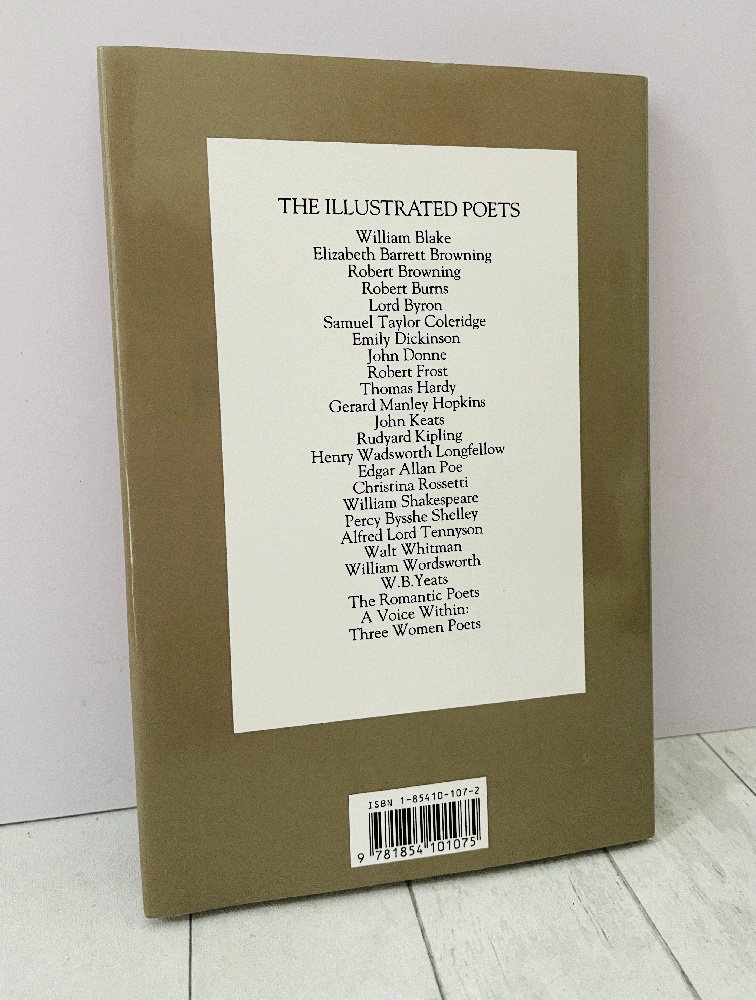 THE ILLUSTRATED POETS
William Blake
Elizabeth Barrett Browning
Robert Browning
Robert Burns
Lord Byron
Samuel Taylor Coleridge
Emily Dickinson
John Donne
Robert Frost
Thomas Hardy
Gerard Manley Hopkins
John Keats
Rudyard Kipling
Henry Wadsworth Longfellow
Edgar Allan Poe
Christina Rossetti
William Shakespeare
Percy Bysshe Shelley
Alfred Lord Tennyson
Walt Whitman
William Wordsworth
W.B.Yeats
The Romantic Poets
A Voice Within:
Three Women Poets
ISBN 1-85410-107-2
9 781854 101075